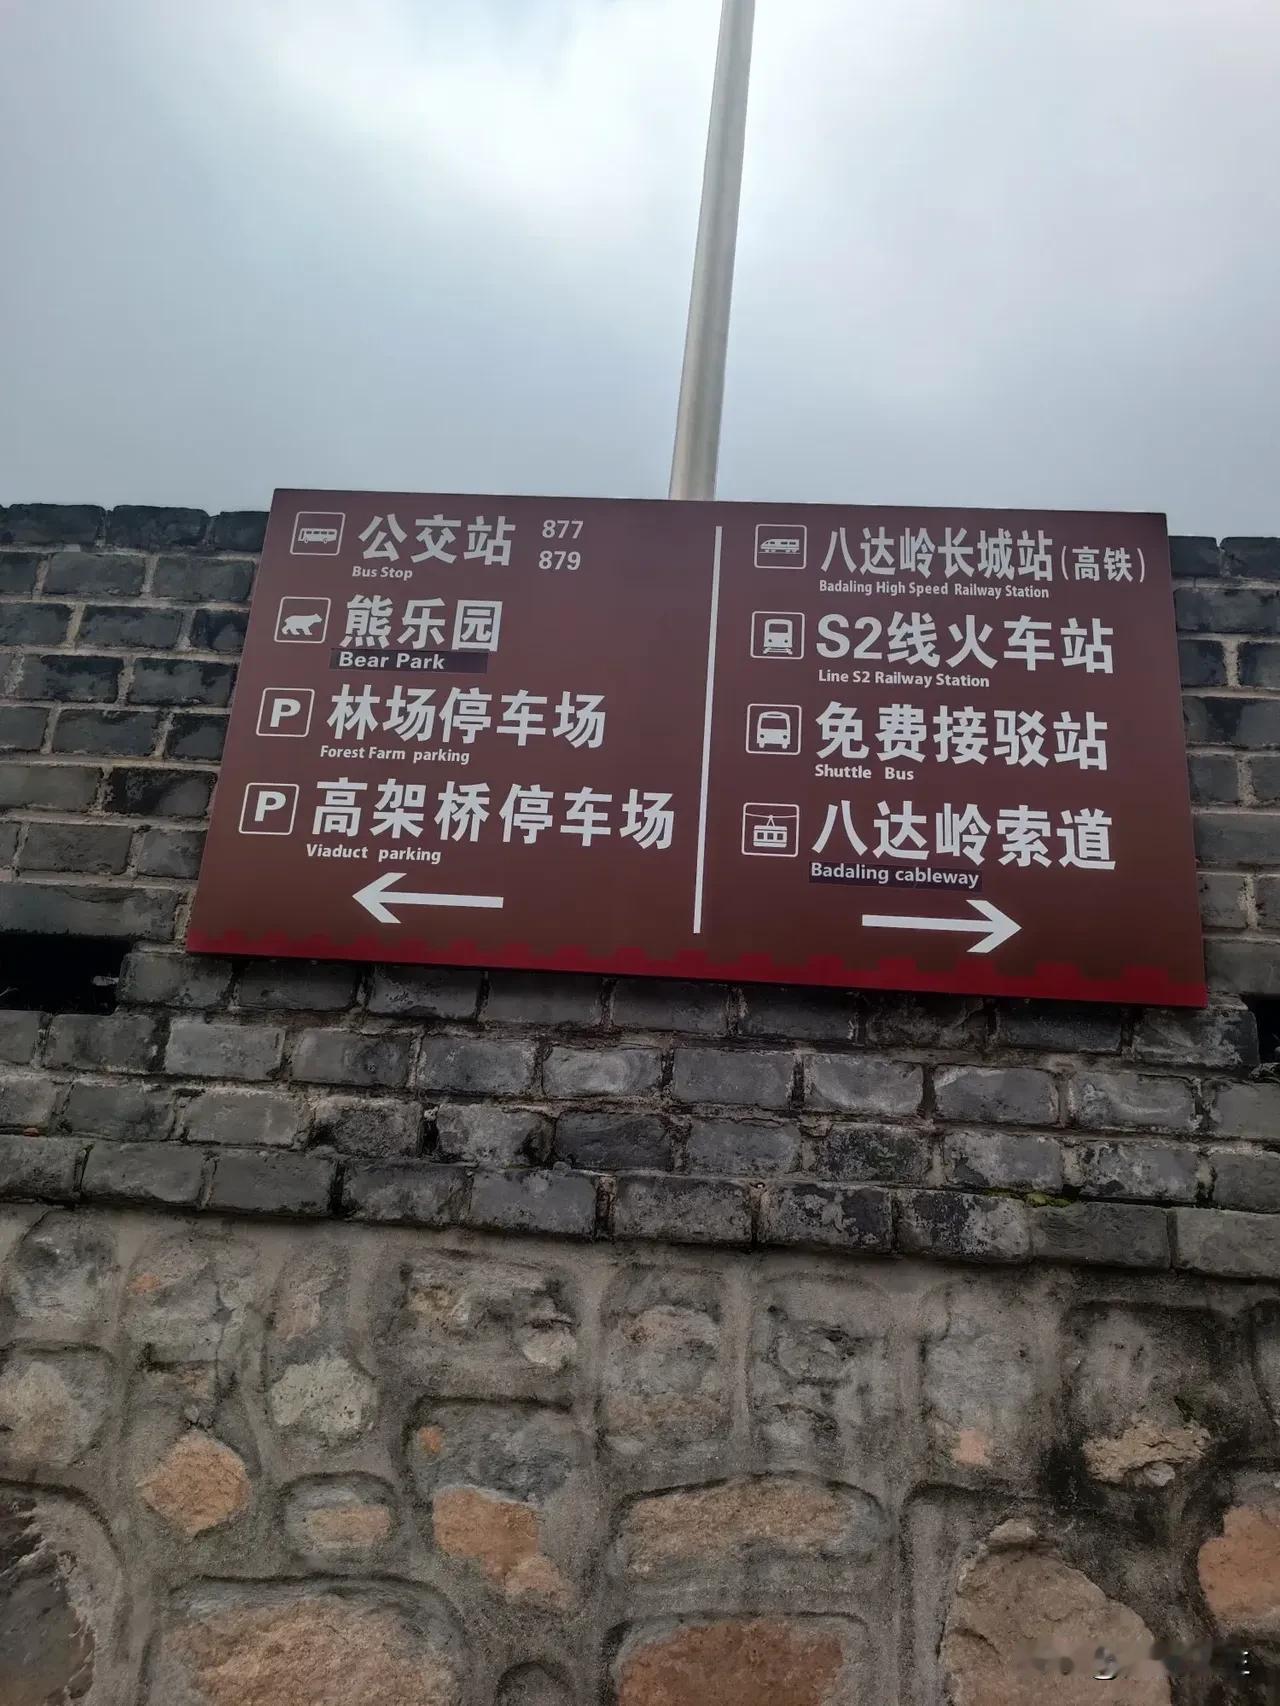 公交站 877
879
Bus Stop
熊乐园
Bear Park
P 林场停车场
Forest Farm parking
P 高架桥停车场
Viaduct parking
八达岭长城站(高铁)
Badaling High Speed Railway Station
S2线火车站
Line S2 Railway Station
免费接驳站
Shuttle Bus
八达岭索道
Badaling cableway